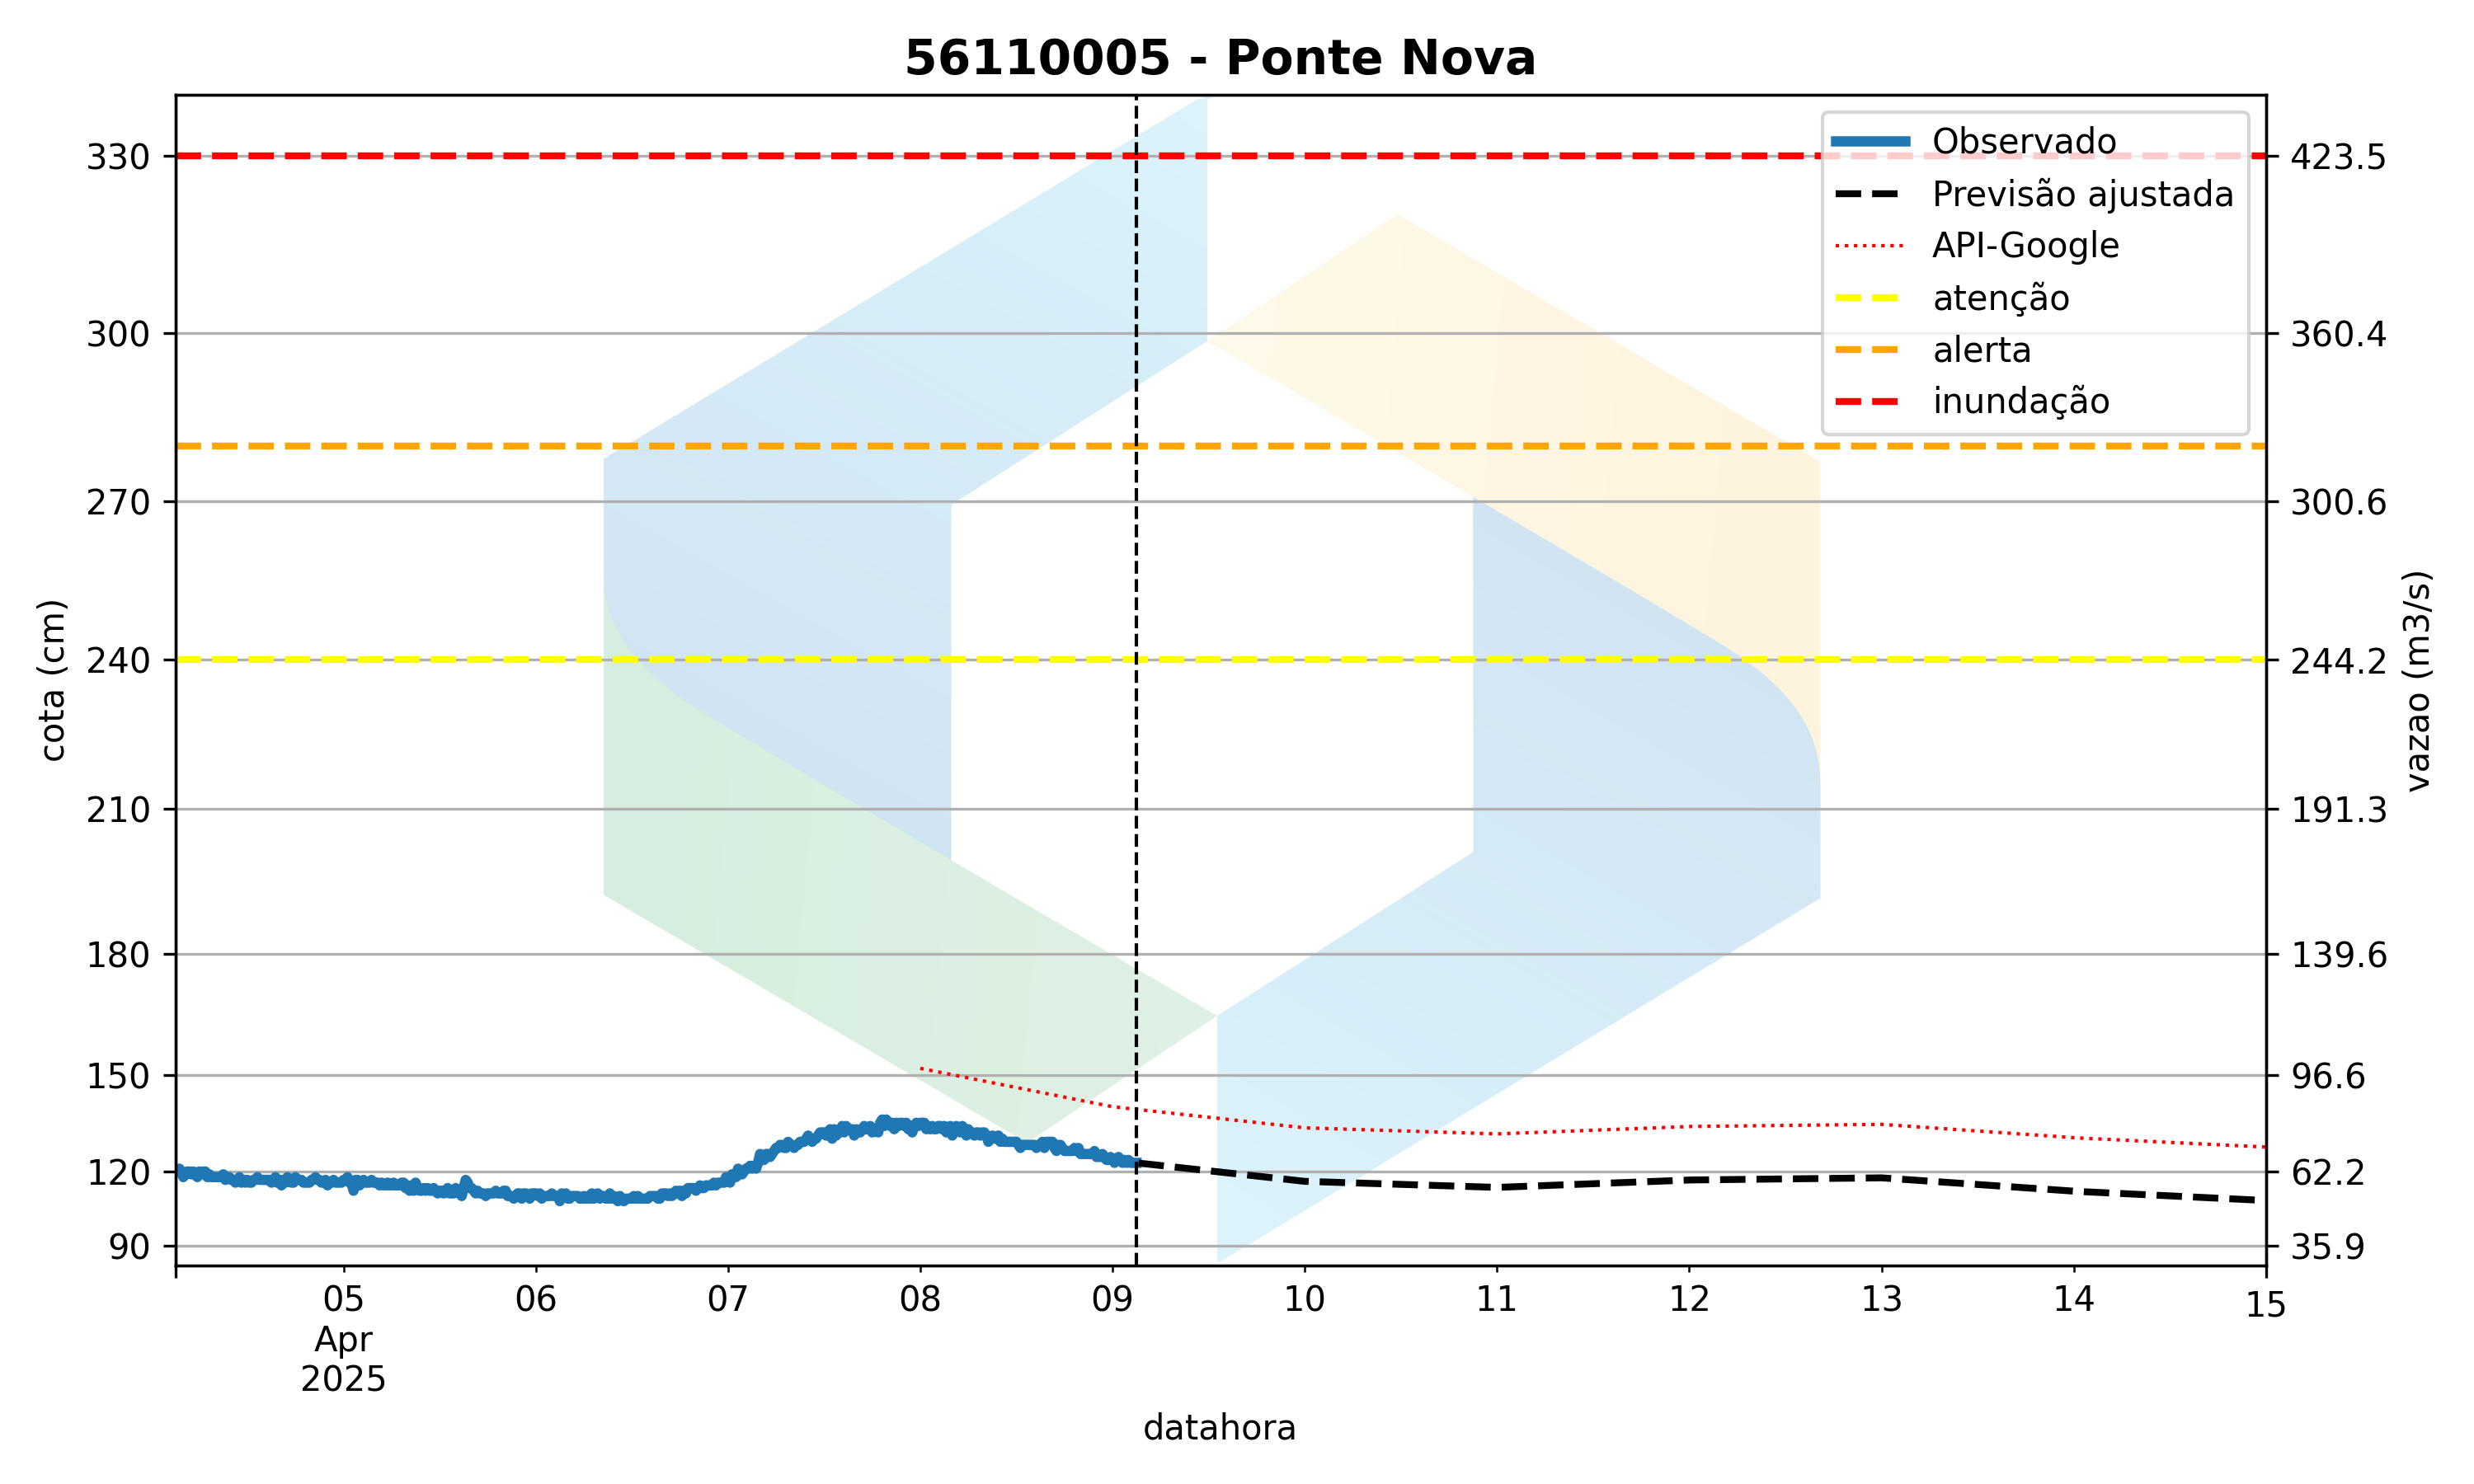 56110005 - Ponte Nova
Observado
Previsão ajustada
API-Google
atenção
alerta
inundação
330
300
270
240
210
180
150
120
90
cota (cm)
423.5
360.4
300.6
244.2
191.3
139.6
96.6
62.2
35.9
vazao (m3/s)
05 06 07 08 09 10 11 12 13 14 15
Apr
2025
datahora